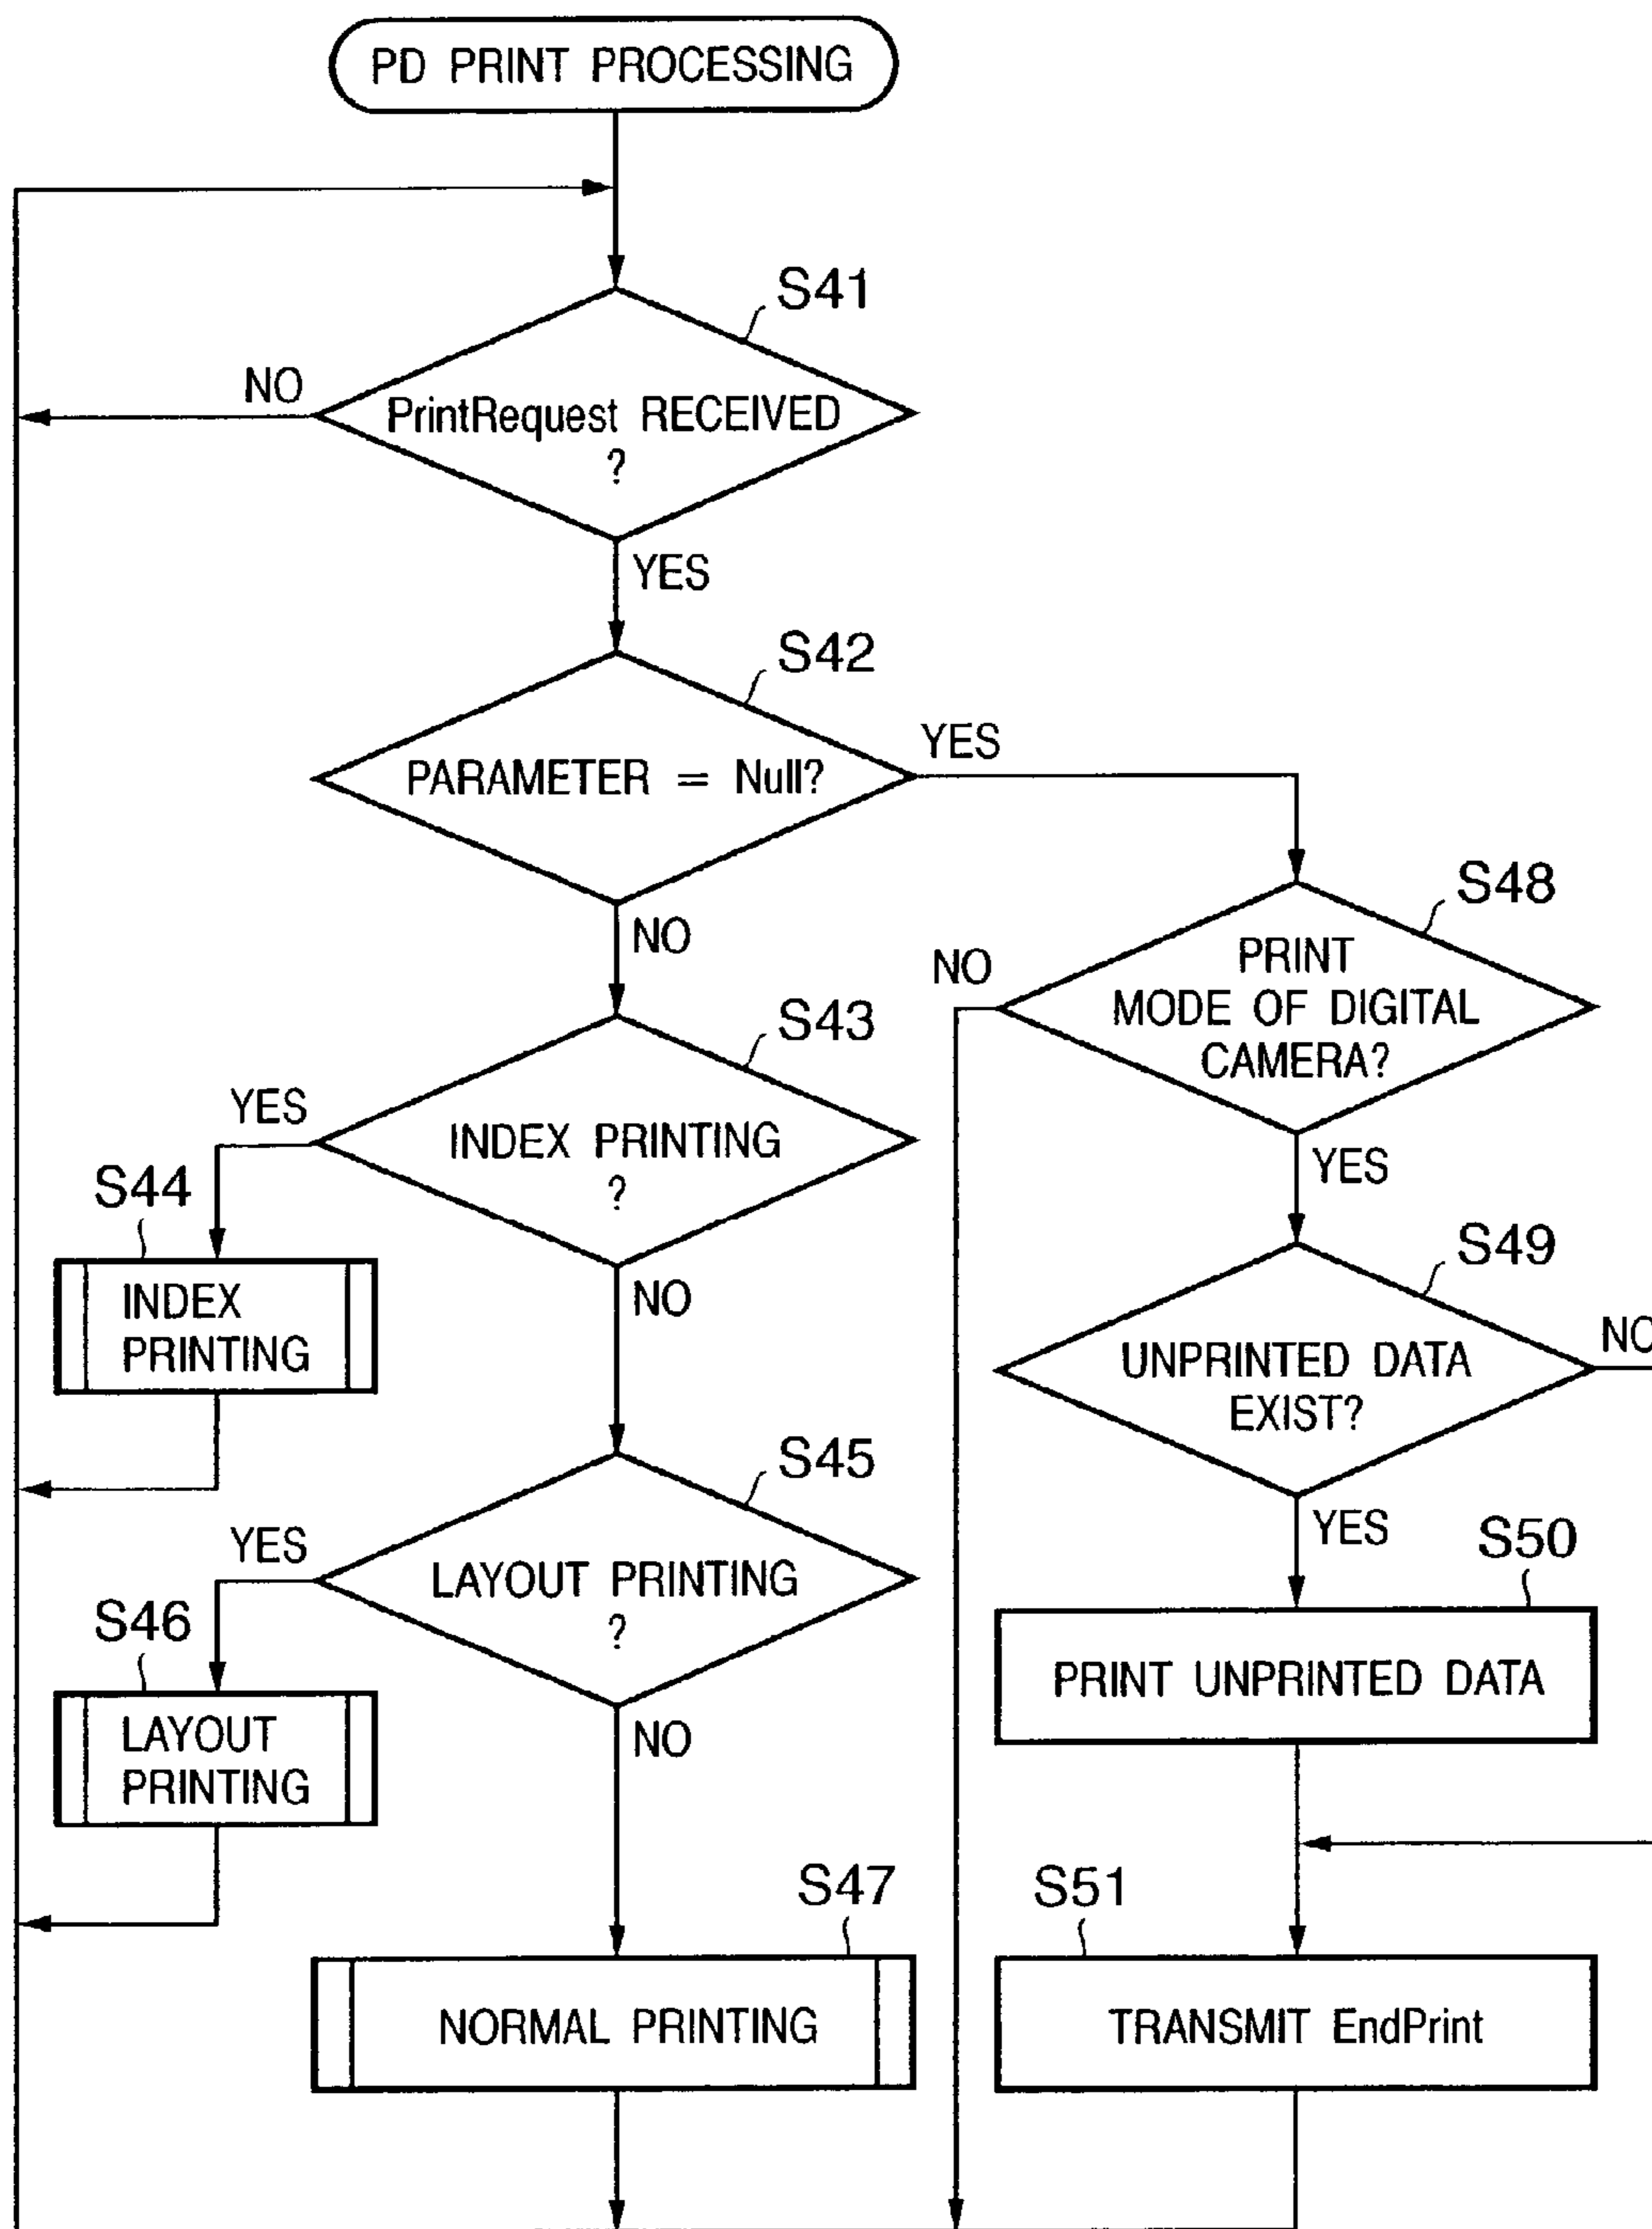 PD PRINT PROCESSING
S41
NO
PrintRequest RECEIVED
?
YES
S42
PARAMETER = Null?
YES
NO
S43
INDEX PRINTING
?
YES
S44
INDEX
PRINTING
NO
S45
LAYOUT PRINTING
?
YES
S46
LAYOUT
PRINTING
NO
S47
NORMAL PRINTING
S48
PRINT
MODE OF DIGITAL
CAMERA?
NO
YES
S49
UNPRINTED DATA
EXIST?
NO
YES
S50
PRINT UNPRINTED DATA
S51
TRANSMIT EndPrint